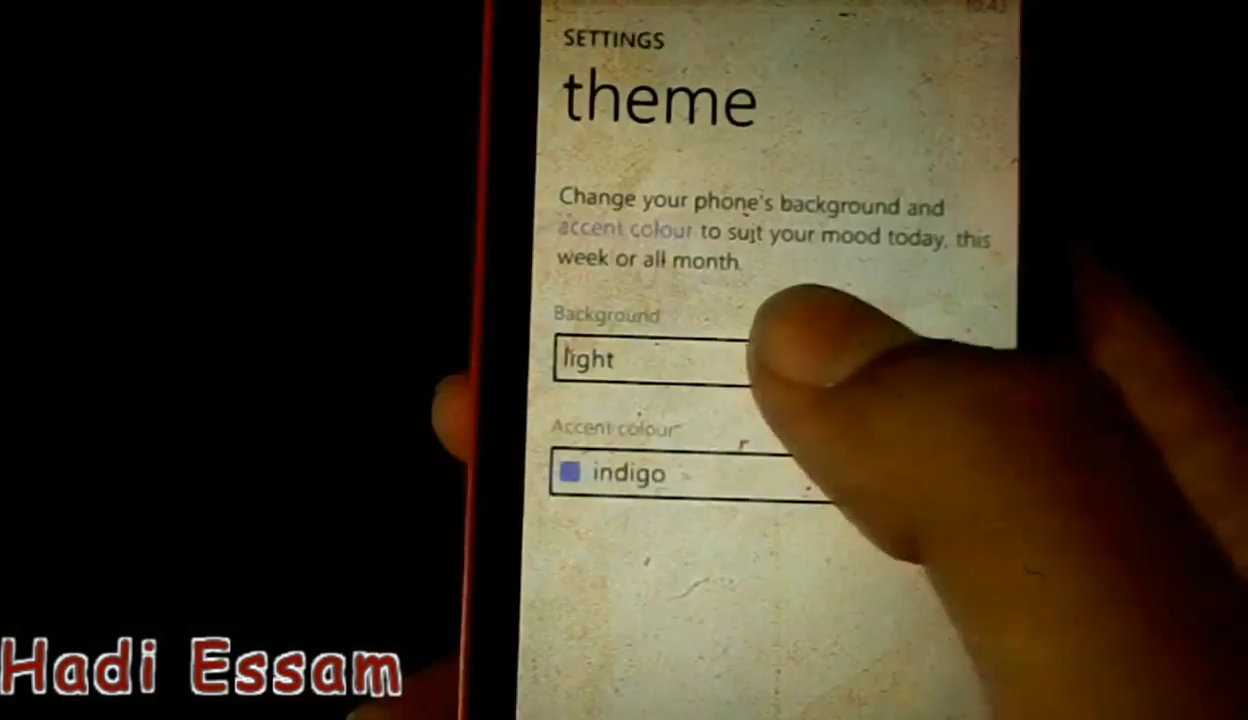 SETTINGS
theme
Change your phone's background and
accent colour to suit your mood today, this
week or all month.
Background
light
Accent colour
indigo
Hadi Essam